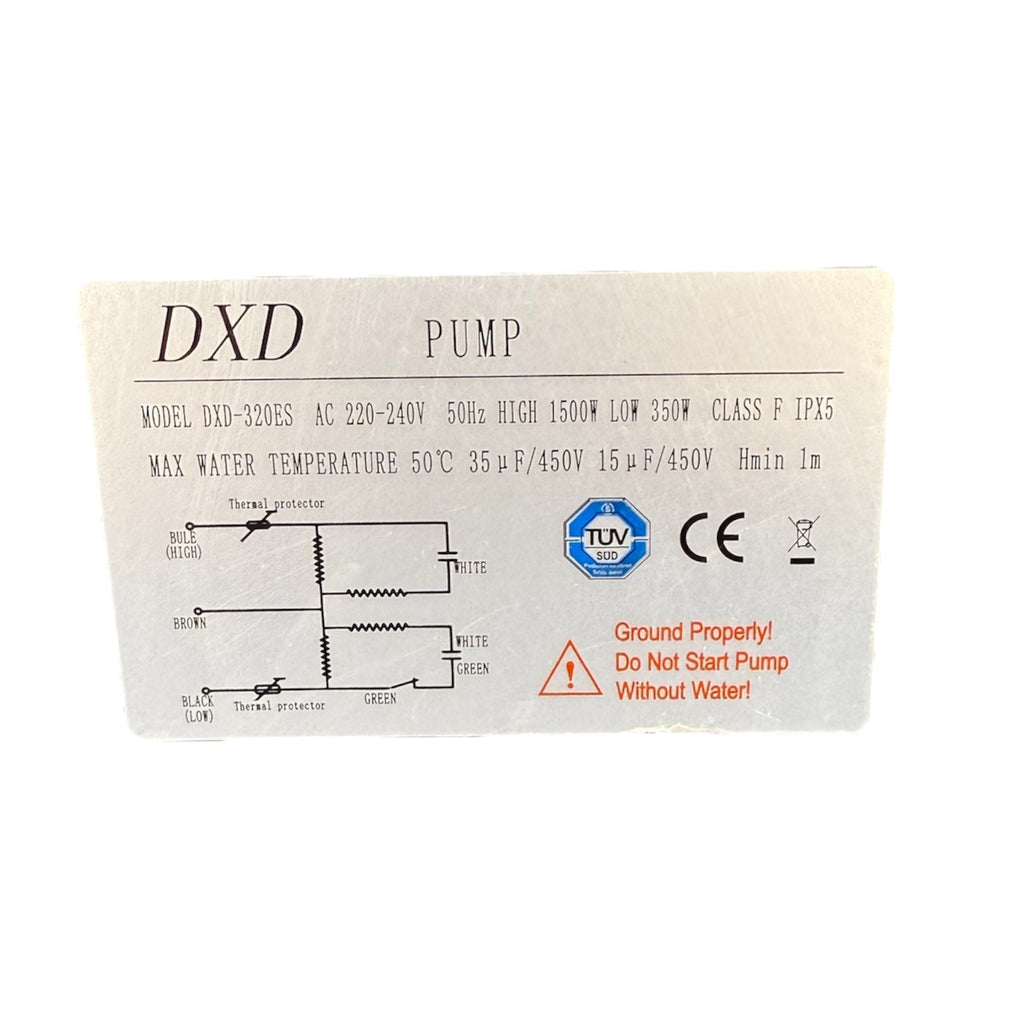 DXD PUMP
MODEL DXD-320ES AC 220-240V 50Hz HIGH 1500W LOW 350W CLASS F IPX5
MAX WATER TEMPERATURE 50℃ 35μF/450V 15μF/450V Hmin 1m
Thermal protector
BULE
(HIGH)
WHITE
BROWN
WHITE
GREEN
BLACK
(LOW)
Thermal protector
GREEN
TÜV
SÜD
CE
Ground Properly!
Do Not Start Pump
Without Water!